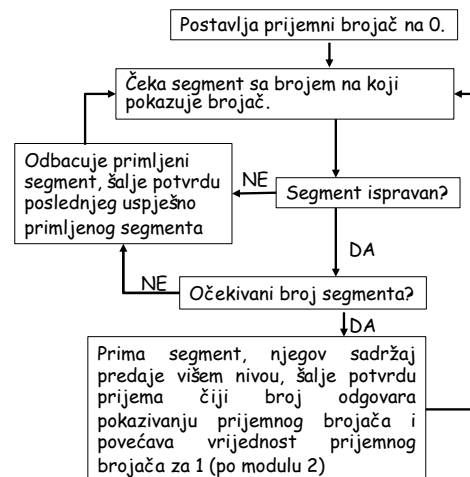 Postavlja prijemni brojač na 0.
Čeka segment sa brojem na koji
pokazuje brojač.
Odbacuje primljeni
segment, šalje potvrdu
poslednjeg uspješno
primljenog segmenta
NE
Segment ispravan?
DA
NE
Očekivani broj segmenta?
DA
Prima segment, njegov sadržaj
predaje višem nivou, šalje potvrdu
prijema čiji broj odgovara
pokazivanju prijemnog brojača i
povećava vrijednost prijemnog
brojača za 1 (po modulu 2)